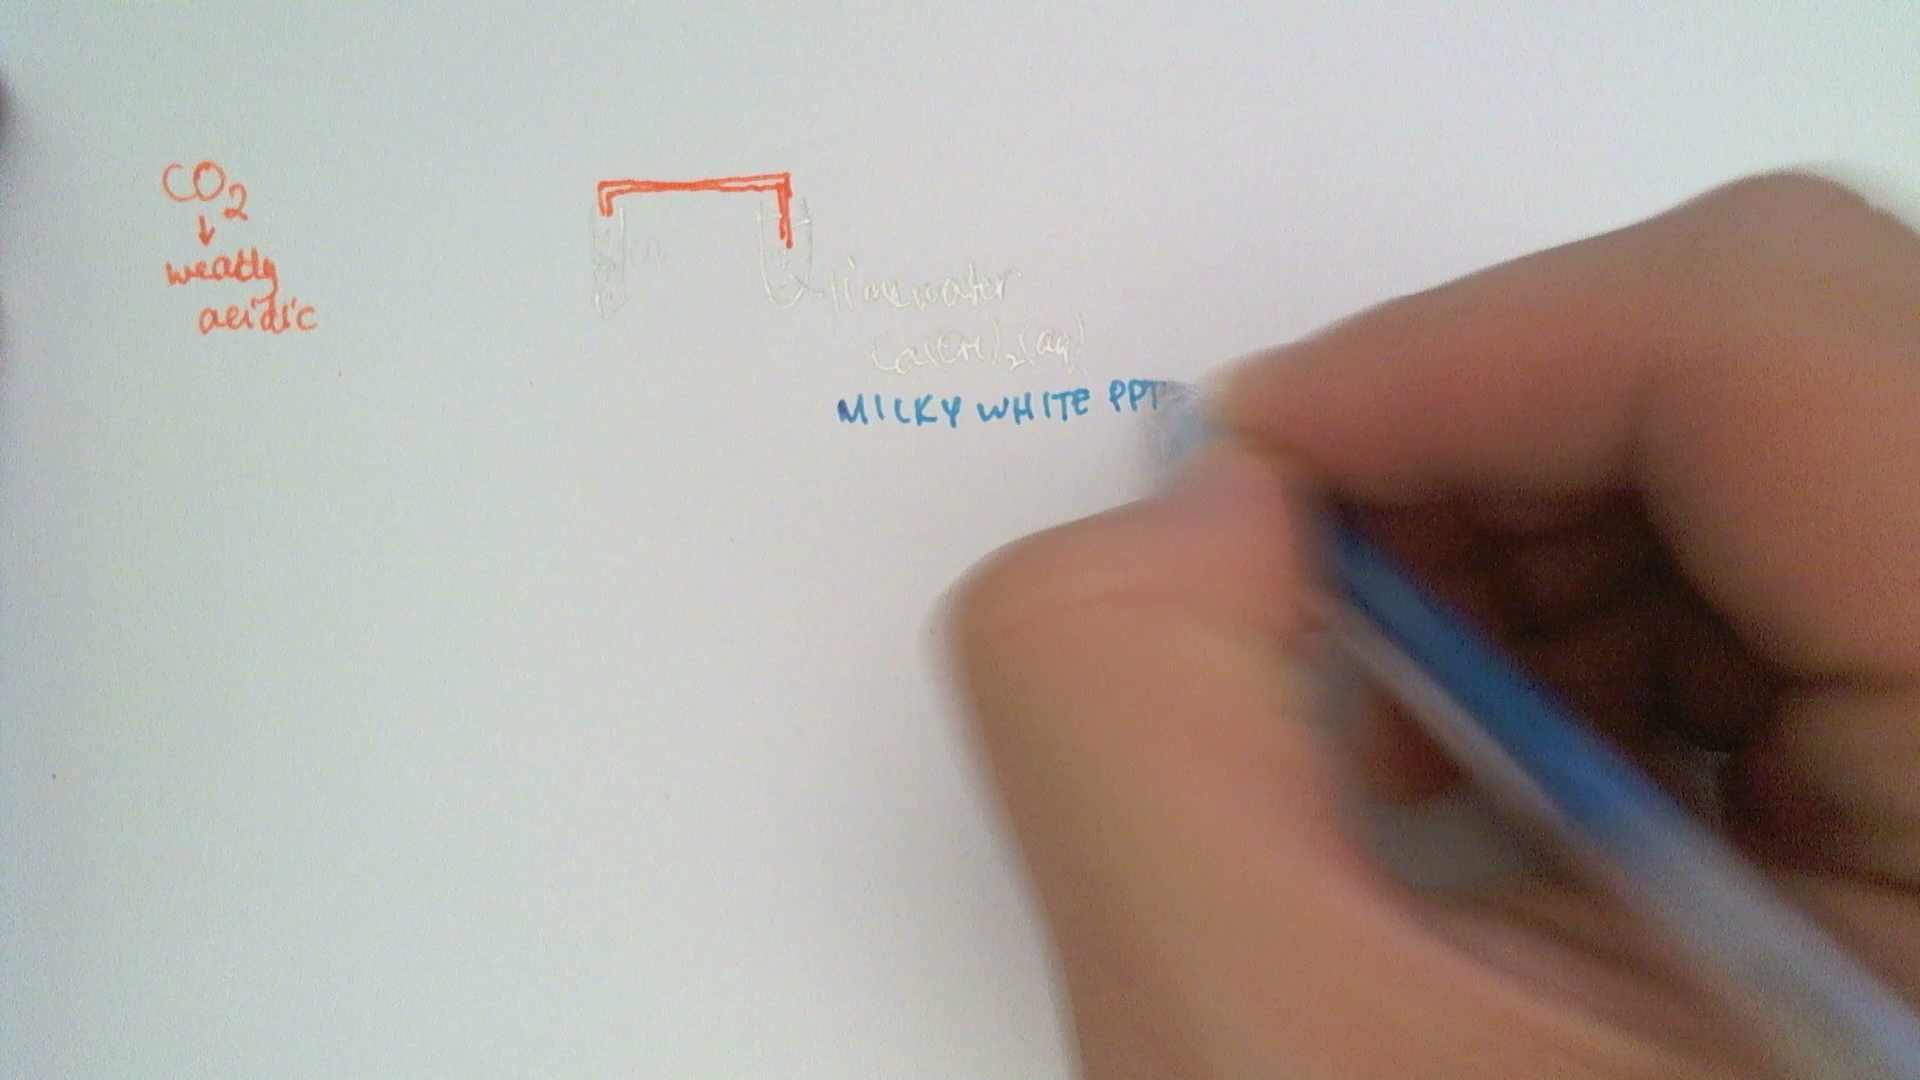 CO2
↓
weakly
acidic
limewater
Ca(OH)2(aq)
MILKY WHITE PPT